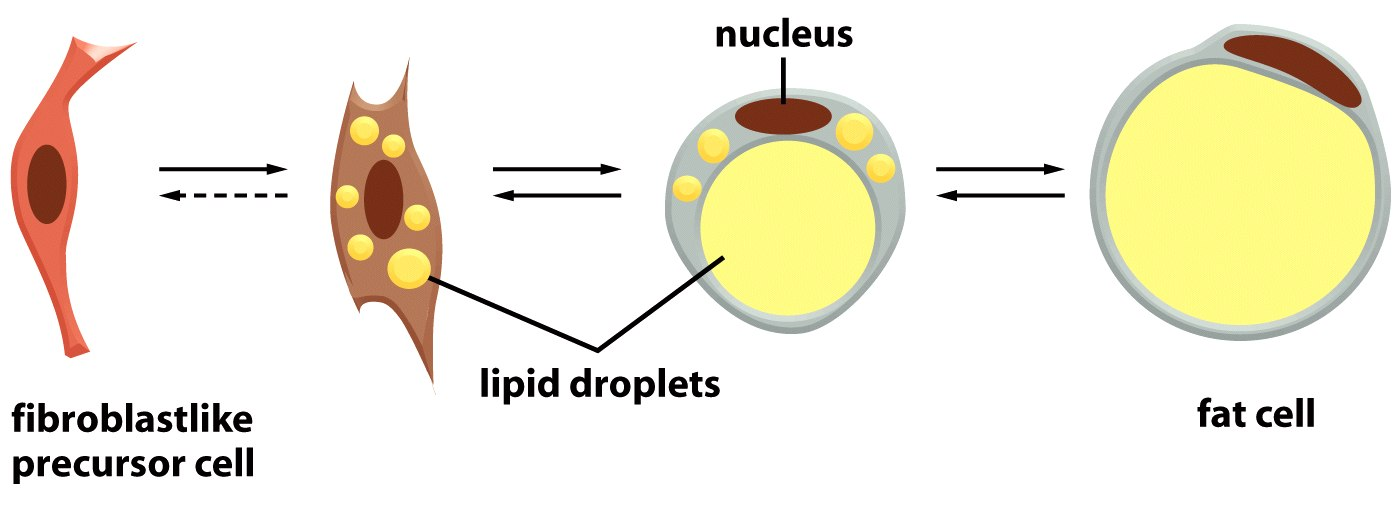 nucleus
lipid droplets
fibroblastlike
precursor cell
fat cell